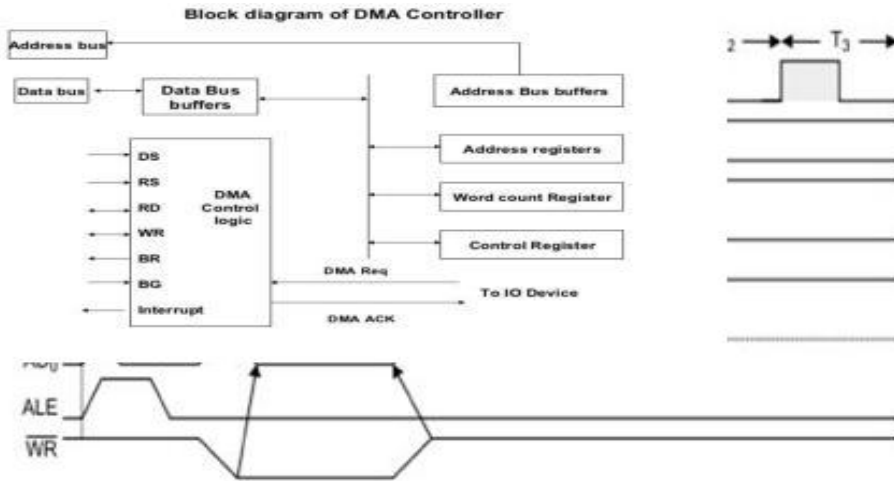 Block diagram of DMA Controller
Address bus
2
T3
Data bus
Data Bus
buffers
Address Bus buffers
DS
RS
RD
WR
BR
BG
Interrupt
DMA
Control
logic
Address registers
Word count Register
Control Register
DMA Req
To IO Device
DMA ACK
ALE
WR